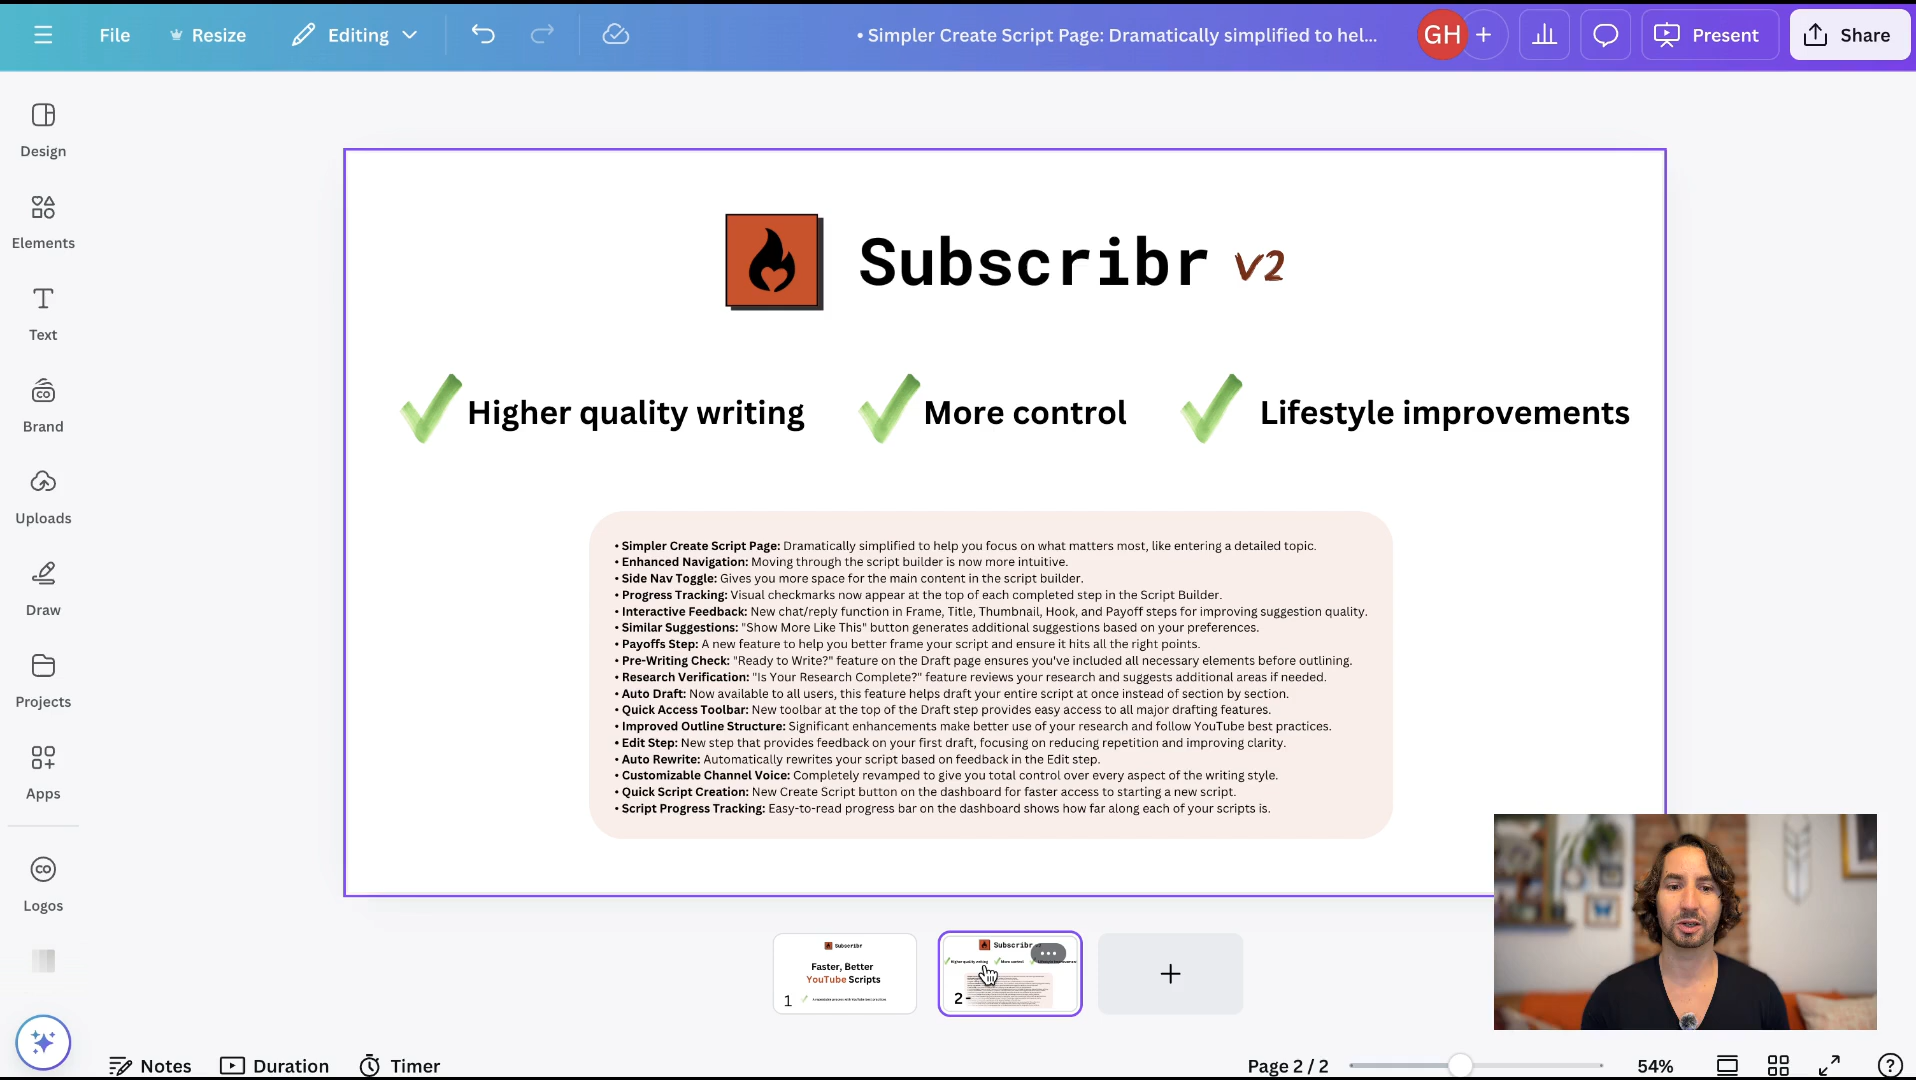 File
Resize
Editing
• Simpler Create Script Page: Dramatically simplified to hel...
GH
+
Present
Share
Design
Elements
Text
Brand
Uploads
Draw
Projects
Apps
Logos
Subscribr v2
Higher quality writing
More control
Lifestyle improvements
• Simpler Create Script Page: Dramatically simplified to help you focus on what matters most, like entering a detailed topic.
• Enhanced Navigation: Moving through the script builder is now more intuitive.
• Side Nav Toggle: Gives you more space for the main content in the script builder.
• Progress Tracking: Visual checkmarks now appear at the top of each completed step in the Script Builder.
• Interactive Feedback: New chat/reply function in Frame, Title, Thumbnail, Hook, and Payoff steps for improving suggestion quality.
• Similar Suggestions: "Show More Like This" button generates additional suggestions based on your preferences.
• Payoffs Step: A new feature to help you better frame your script and ensure it hits all the right points.
• Pre-Writing Check: "Ready to Write?" feature on the Draft page ensures you've included all necessary elements before outlining.
• Research Verification: "Is Your Research Complete?" feature reviews your research and suggests additional areas if needed.
• Auto Draft: Now available to all users, this feature helps draft your entire script at once instead of section by section.
• Quick Access Toolbar: New toolbar at the top of the Draft step provides easy access to all major drafting features.
• Improved Outline Structure: Significant enhancements make better use of your research and follow YouTube best practices.
• Edit Step: New step that provides feedback on your first draft, focusing on reducing repetition and improving clarity.
• Auto Rewrite: Automatically rewrites your script based on feedback in the Edit step.
• Customizable Channel Voice: Completely revamped to give you total control over every aspect of the writing style.
• Quick Script Creation: New Create Script button on the dashboard for faster access to starting a new script.
• Script Progress Tracking: Easy-to-read progress bar on the dashboard shows how far along each of your scripts is.
Subscribr
Faster, Better
YouTube Scripts
1
Subscribr
Higher quality writing
More control
2 -
+
Notes
Duration
Timer
Page 2 / 2
54%